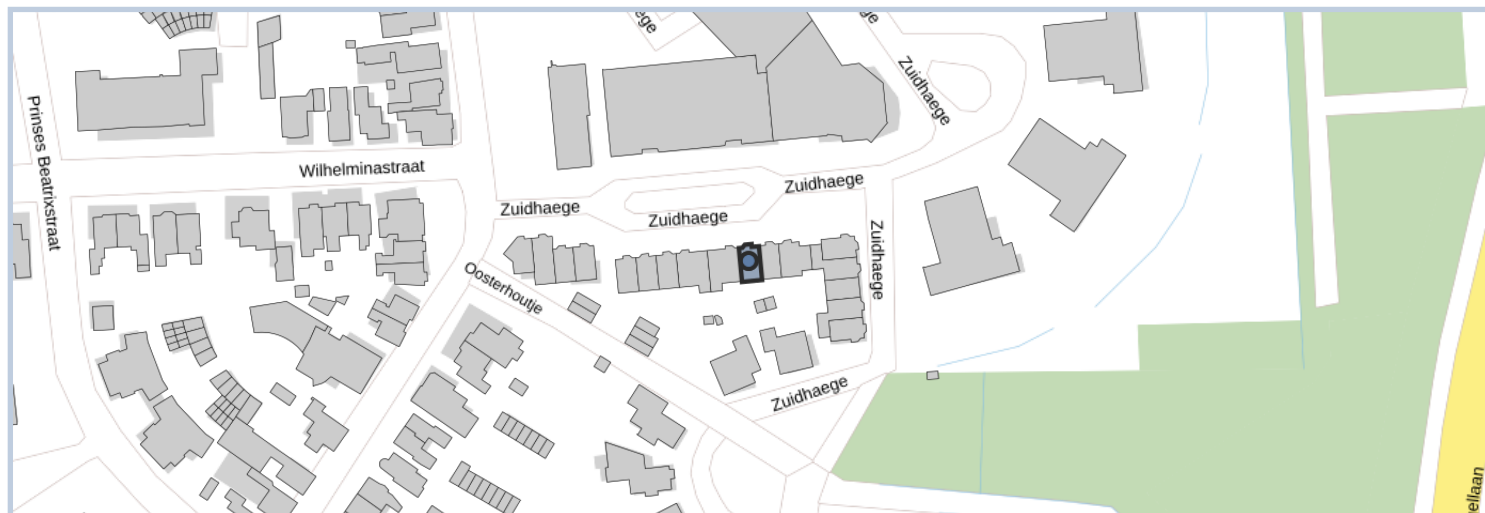 Zuidhaege
Prinses Beatrixstraat
Wilhelminastraat
Zuidhaege
Zuidhaege
Zuidhaege
Zuidhaege
Oosterhoutje
Zuidhaege